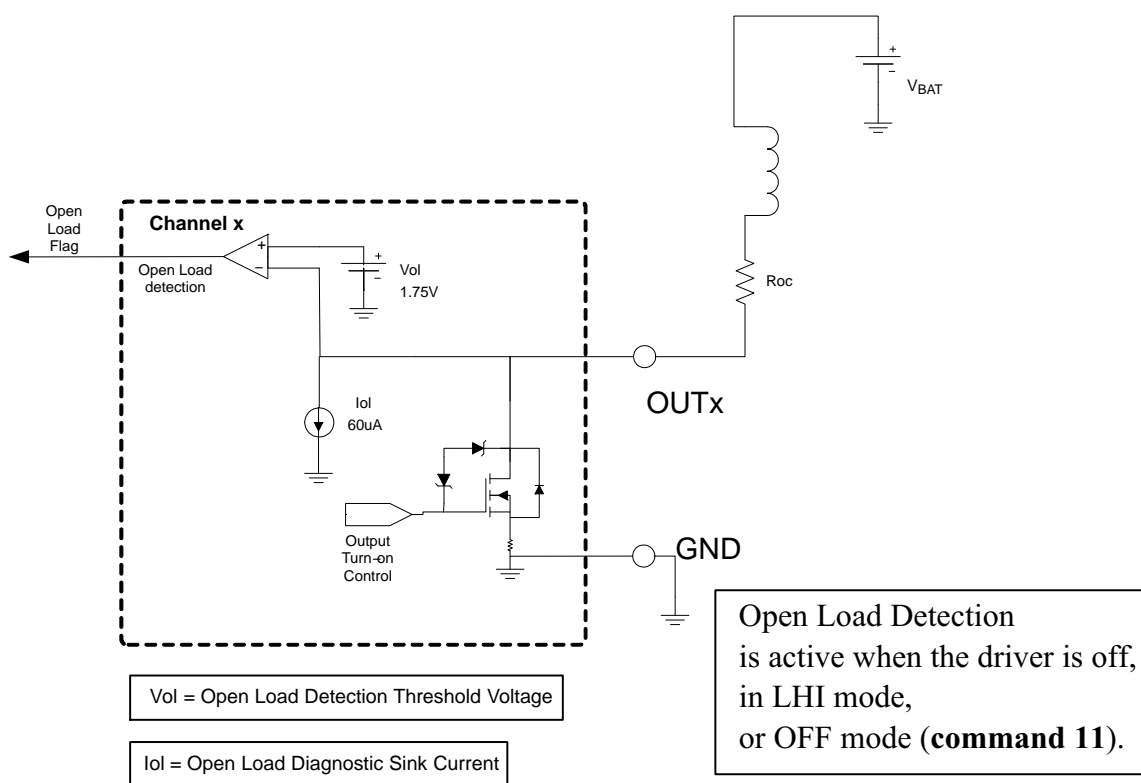 +
−
VBAT
Open
Load
Flag
Channel x
+
−
Open Load
detection
+
−
Vol
1.75V
Roc
OUTx
Iol
60uA
Output
Turn-on
Control
GND
Open Load Detection
is active when the driver is off,
in LHI mode,
or OFF mode (command 11).
Vol = Open Load Detection Threshold Voltage
Iol = Open Load Diagnostic Sink Current